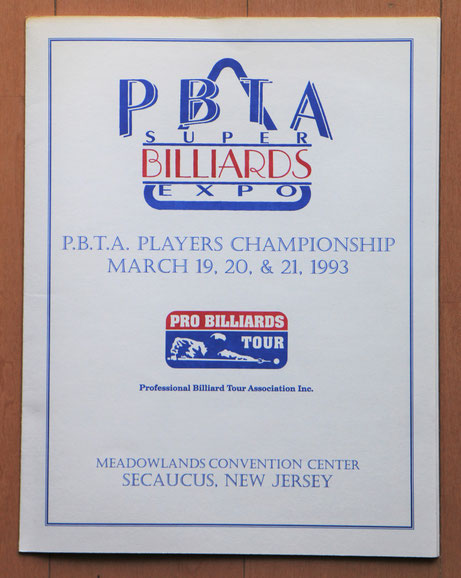 PBTA
SUPER
BILLIARDS
EXPO
P.B.T.A. PLAYERS CHAMPIONSHIP
MARCH 19, 20, & 21, 1993
PRO BILLIARDS
TOUR
Professional Billiard Tour Association Inc.
MEADOWLANDS CONVENTION CENTER
SECAUCUS, NEW JERSEY